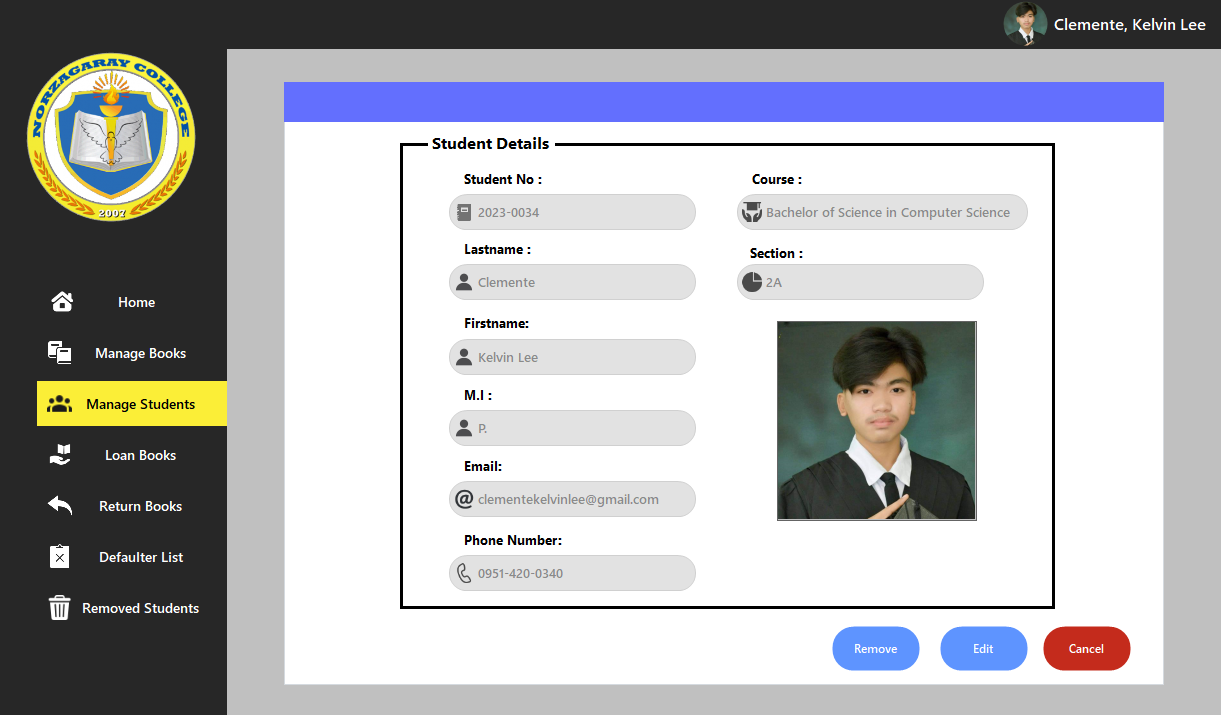 Clemente, Kelvin Lee
NORZAGARAY COLLEGE
2007
Home
Manage Books
Manage Students
Loan Books
Return Books
Defaulter List
Removed Students
Student Details
Student No :
2023-0034
Lastname :
Clemente
Firstname:
Kelvin Lee
M.I :
P.
Email:
clementekelvinlee@gmail.com
Phone Number:
0951-420-0340
Course :
Bachelor of Science in Computer Science
Section :
2A
Remove
Edit
Cancel